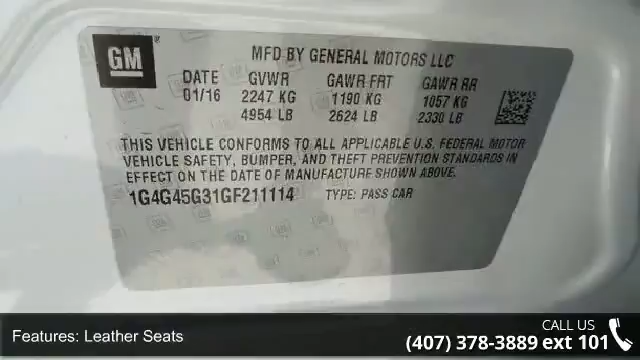 GM
MFD BY GENERAL MOTORS LLC
DATE GVWR GAWR FRT GAWR RR
01/16 2247 KG 1190 KG 1057 KG
4954 LB 2624 LB 2330 LB
THIS VEHICLE CONFORMS TO ALL APPLICABLE U.S. FEDERAL MOTOR
VEHICLE SAFETY, BUMPER, AND THEFT PREVENTION STANDARDS IN
EFFECT ON THE DATE OF MANUFACTURE SHOWN ABOVE.
1G4G45G31GF211114 TYPE: PASS CAR
Features: Leather Seats
(407) 378-3889 ext 101